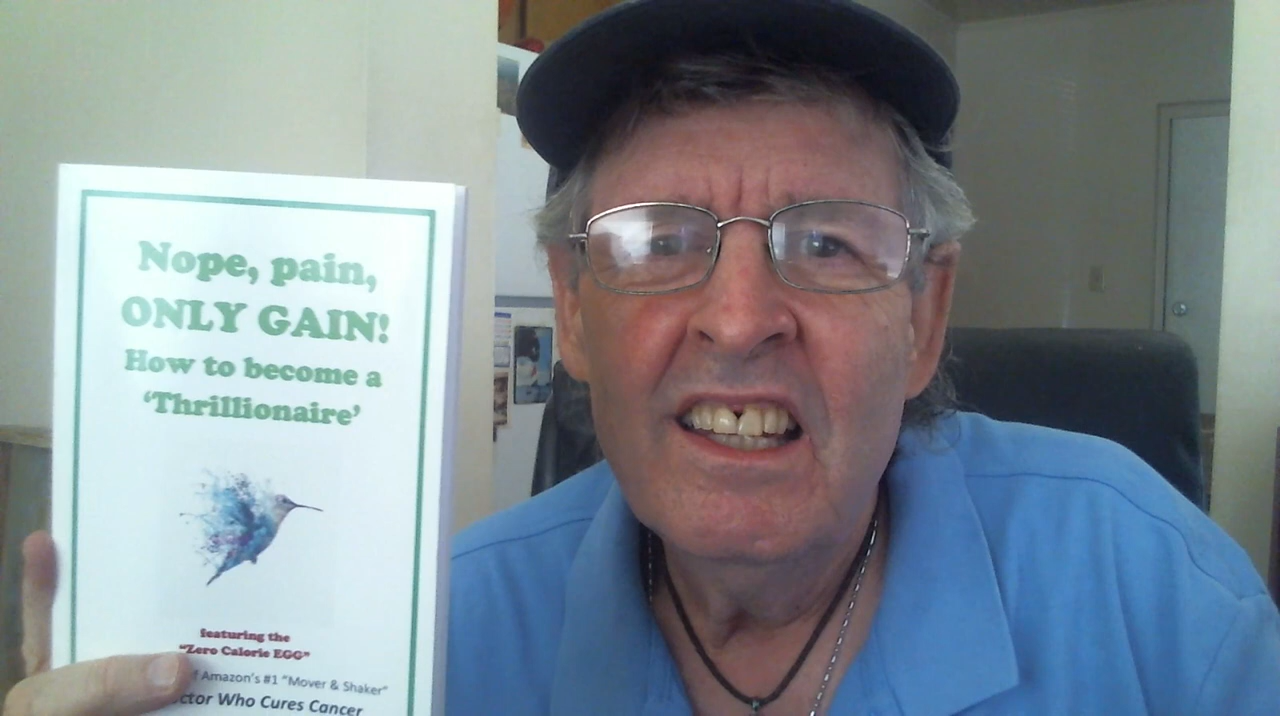 Nope, pain,
ONLY GAIN!
How to become a
‘Thrillionaire’
featuring the
"Zero Calorie EGG"
Amazon's #1 "Mover & Shaker"
Who Cures Cancer